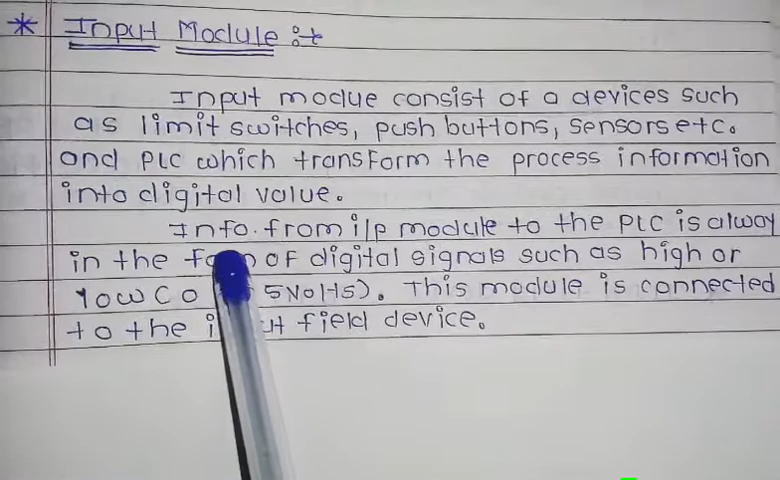 * Input Module :+
Input modue consist of a devices such
as limit switches, push buttons, sensors etc.
and PLC which transform the process information
into digital value.
Info. from i/p module to the PLC is alway
in the of digital signals such as high or
low (0 5Volts). This module is connected
to the field device.